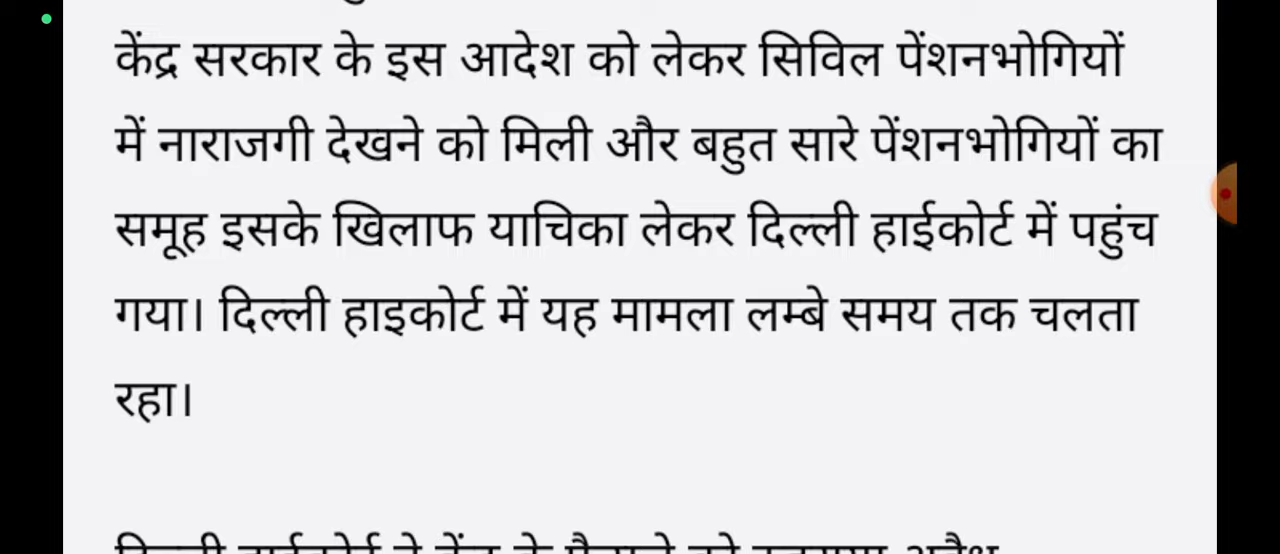 केंद्र सरकार के इस आदेश को लेकर सिविल पेंशनभोगियों
में नाराजगी देखने को मिली और बहुत सारे पेंशनभोगियों का
समूह इसके खिलाफ याचिका लेकर दिल्ली हाईकोर्ट में पहुंच
गया। दिल्ली हाइकोर्ट में यह मामला लम्बे समय तक चलता
रहा।